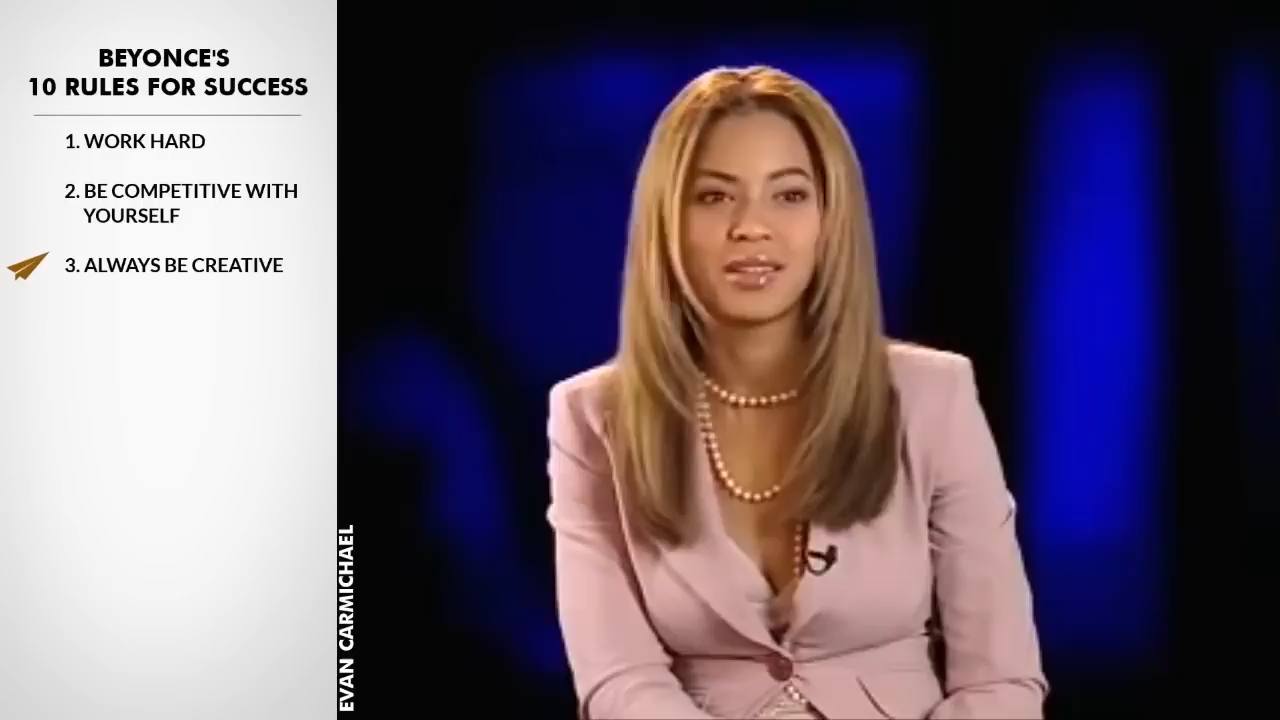 BEYONCE'S
10 RULES FOR SUCCESS
1. WORK HARD
2. BE COMPETITIVE WITH
YOURSELF
3. ALWAYS BE CREATIVE
EVAN CARMICHAEL